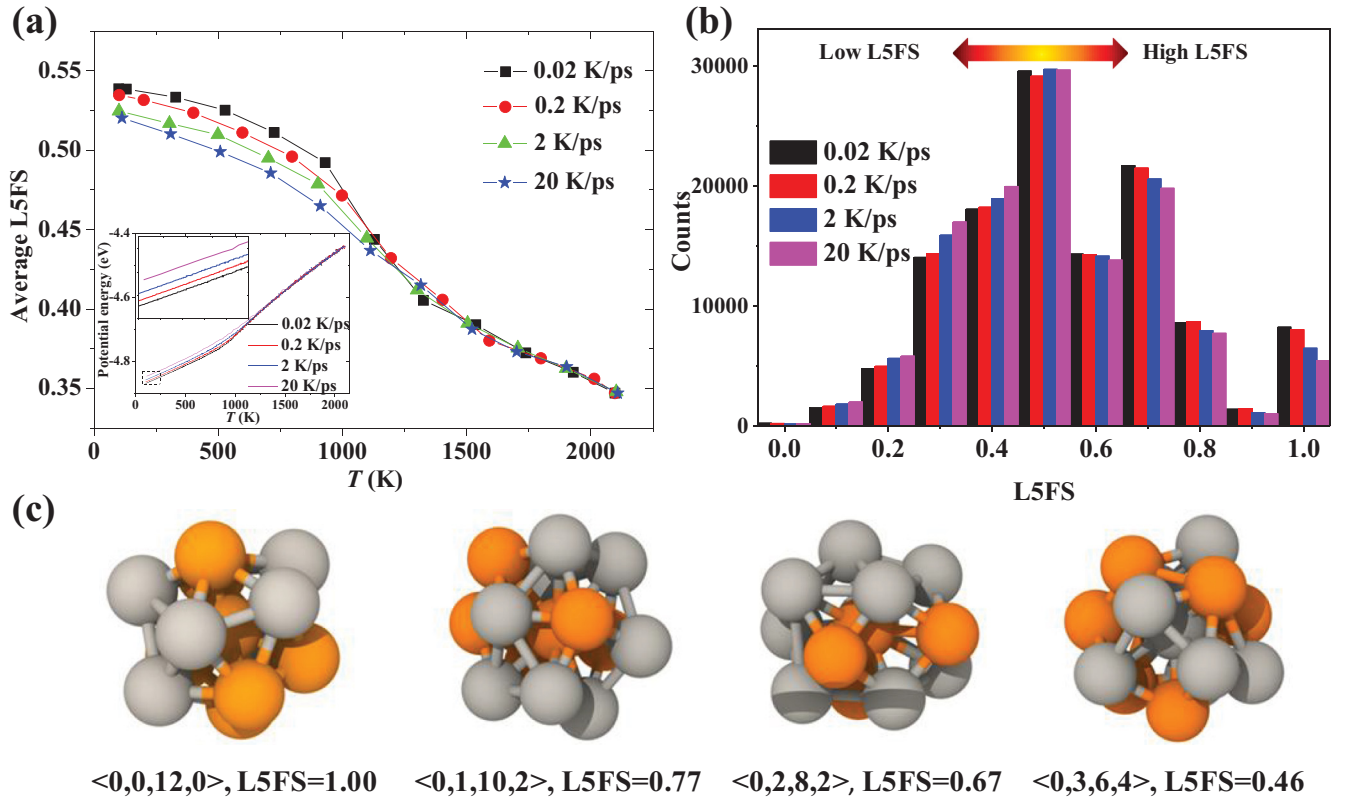 (a)
0.55
0.50
0.45
0.40
0.35
Average L5FS
0.02 K/ps
0.2 K/ps
2 K/ps
20 K/ps
-4.4
-4.6
-4.8
Potential energy (eV)
0.02 K/ps
0.2 K/ps
2 K/ps
20 K/ps
0 500 1000 1500 2000
T (K)
0 500 1000 1500 2000
T (K)
(b)
Low L5FS
High L5FS
30000
20000
10000
0
Counts
0.02 K/ps
0.2 K/ps
2 K/ps
20 K/ps
0.0 0.2 0.4 0.6 0.8 1.0
L5FS
(c)
<0,0,12,0>, L5FS=1.00
<0,1,10,2>, L5FS=0.77
<0,2,8,2>, L5FS=0.67
<0,3,6,4>, L5FS=0.46